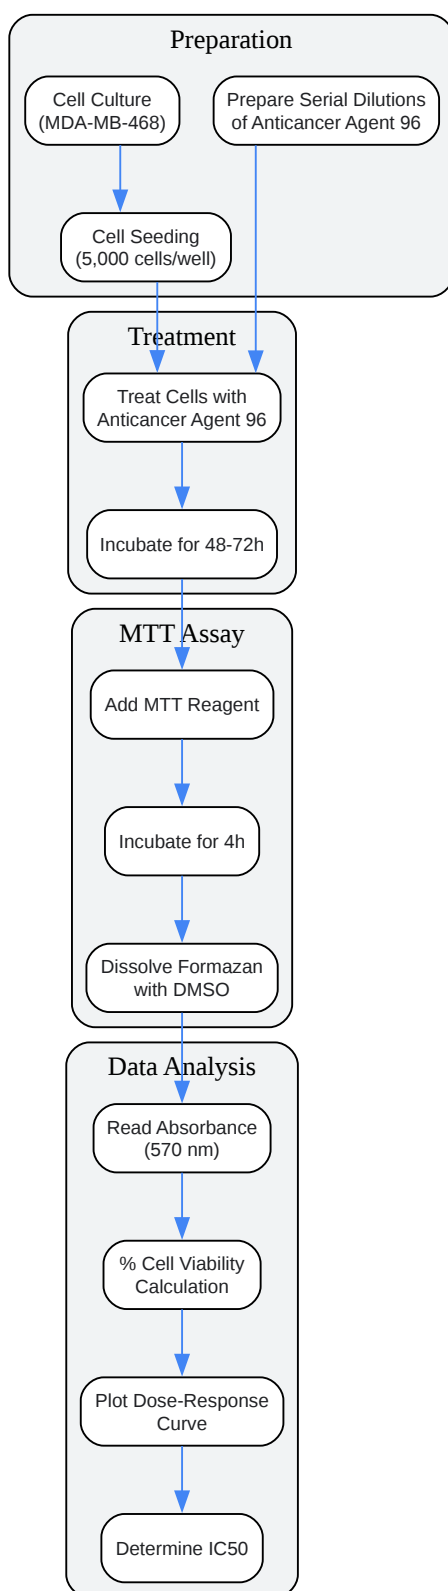 Preparation
Cell Culture
(MDA-MB-468)
Prepare Serial Dilutions
of Anticancer Agent 96
Cell Seeding
(5,000 cells/well)
Treatment
Treat Cells with
Anticancer Agent 96
Incubate for 48-72h
MTT Assay
Add MTT Reagent
Incubate for 4h
Dissolve Formazan
with DMSO
Data Analysis
Read Absorbance
(570 nm)
% Cell Viability
Calculation
Plot Dose-Response
Curve
Determine IC50